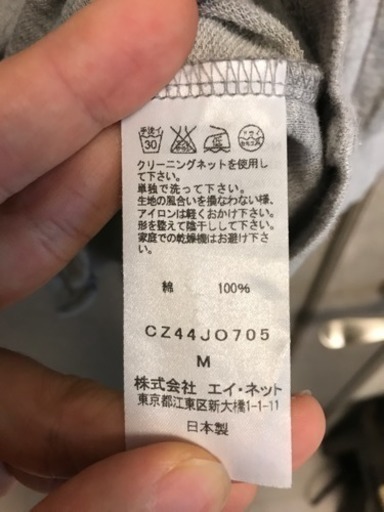 手洗イ 30
クリーニングネットを使用し
て下さい。
単独で洗って下さい。
生地の風合いを損なわない様、
アイロンは軽くおかけ下さい。
形を整えて陰干しして下さい。
家庭での乾燥機はお避け下さ
い。
綿 100%
CZ44JO705
M
株式会社 エイ・ネット
東京都江東区新大橋1-1-11
日本製